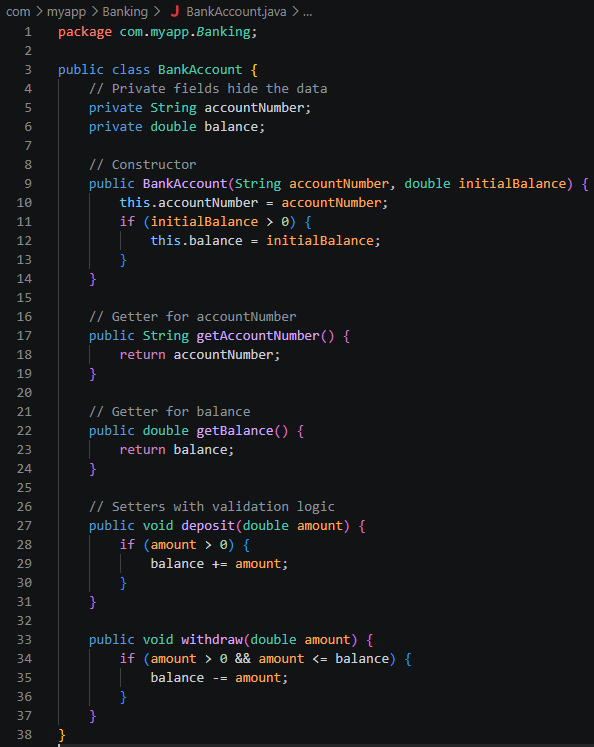 com > myapp > Banking > J BankAccount.java > ...
1 package com.myapp.Banking;
2
3 public class BankAccount {
4     // Private fields hide the data
5     private String accountNumber;
6     private double balance;
7
8     // Constructor
9     public BankAccount(String accountNumber, double initialBalance) {
10         this.accountNumber = accountNumber;
11         if (initialBalance > 0) {
12             this.balance = initialBalance;
13         }
14     }
15
16     // Getter for accountNumber
17     public String getAccountNumber() {
18         return accountNumber;
19     }
20
21     // Getter for balance
22     public double getBalance() {
23         return balance;
24     }
25
26     // Setters with validation logic
27     public void deposit(double amount) {
28         if (amount > 0) {
29             balance += amount;
30         }
31     }
32
33     public void withdraw(double amount) {
34         if (amount > 0 && amount <= balance) {
35             balance -= amount;
36         }
37     }
38 }